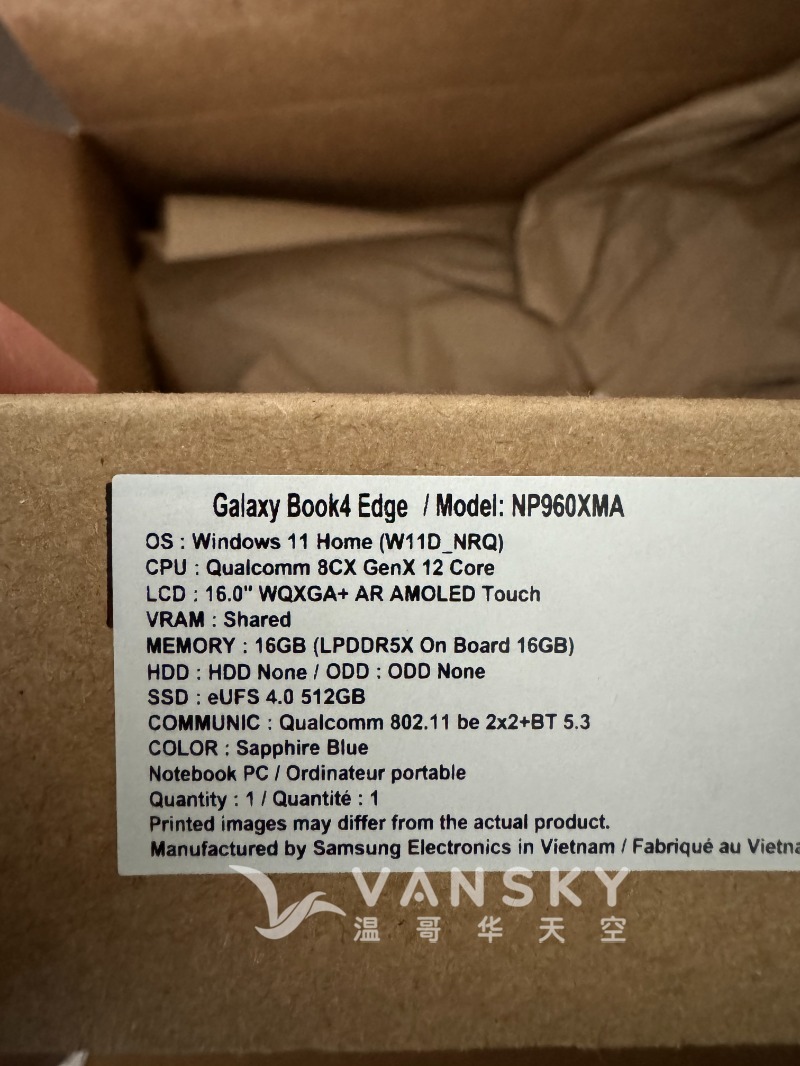 Galaxy Book4 Edge / Model: NP960XMA
OS : Windows 11 Home (W11D_NRQ)
CPU : Qualcomm 8CX GenX 12 Core
LCD : 16.0" WQXGA+ AR AMOLED Touch
VRAM : Shared
MEMORY : 16GB (LPDDR5X On Board 16GB)
HDD : HDD None / ODD : ODD None
SSD : eUFS 4.0 512GB
COMMUNIC : Qualcomm 802.11 be 2x2+BT 5.3
COLOR : Sapphire Blue
Notebook PC / Ordinateur portable
Quantity : 1 / Quantité : 1
Printed images may differ from the actual product.
Manufactured by Samsung Electronics in Vietnam / Fabriqué au Vietna
VANSKY
温哥华天空